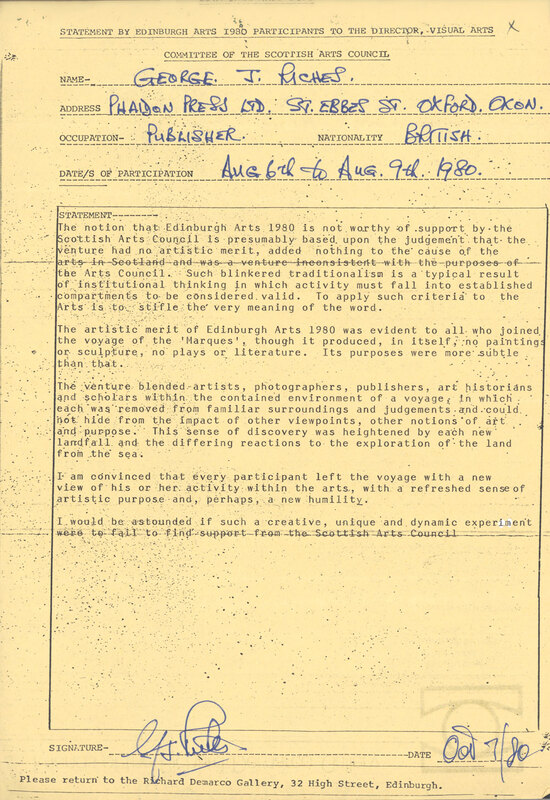 STATEMENT BY EDINBURGH ARTS 1980 PARTICIPANTS TO THE DIRECTOR, VISUAL ARTS
COMMITTEE OF THE SCOTTISH ARTS COUNCIL
NAME- GEORGE. J. RICHES.
ADDRESS PHAIDON PRESS LTD; ST. EBBES ST. OXFORD. OXON.
OCCUPATION- PUBLISHER. NATIONALITY BRITISH.
DATE/S OF PARTICIPATION AUG 6th to AUG. 9th. 1980.
STATEMENT--------
The notion that Edinburgh Arts 1980 is not worthy of support by the
Scottish Arts Council is presumably based upon the judgement that the
venture had no artistic merit, added nothing to the cause of the
arts in Scotland and was a venture inconsistent with the purposes of
the Arts Council. Such blinkered traditionalism is a typical result
of institutional thinking in which activity must fall into established
compartments to be considered valid. To apply such criteria to the
Arts is to stifle the very meaning of the word.
The artistic merit of Edinburgh Arts 1980 was evident to all who joined
the voyage of the 'Marques', though it produced, in itself, no paintings
or sculpture, no plays or literature. Its purposes were more subtle
than that.
The venture blended artists, photographers, publishers, art historians
and scholars within the contained environment of a voyage, in which
each was removed from familiar surroundings and judgements and could
not hide from the impact of other viewpoints, other notions of art
and purpose. This sense of discovery was heightened by each new
landfall and the differing reactions to the exploration of the land
from the sea.
I am convinced that every participant left the voyage with a new
view of his or her activity within the arts, with a refreshed sense of
artistic purpose and, perhaps, a new humility.
I would be astounded if such a creative, unique and dynamic experiment
were to fail to find support from the Scottish Arts Council
SIGNATURE- DATE Oct 7/80
Please return to the Richard Demarco Gallery, 32 High Street, Edinburgh.